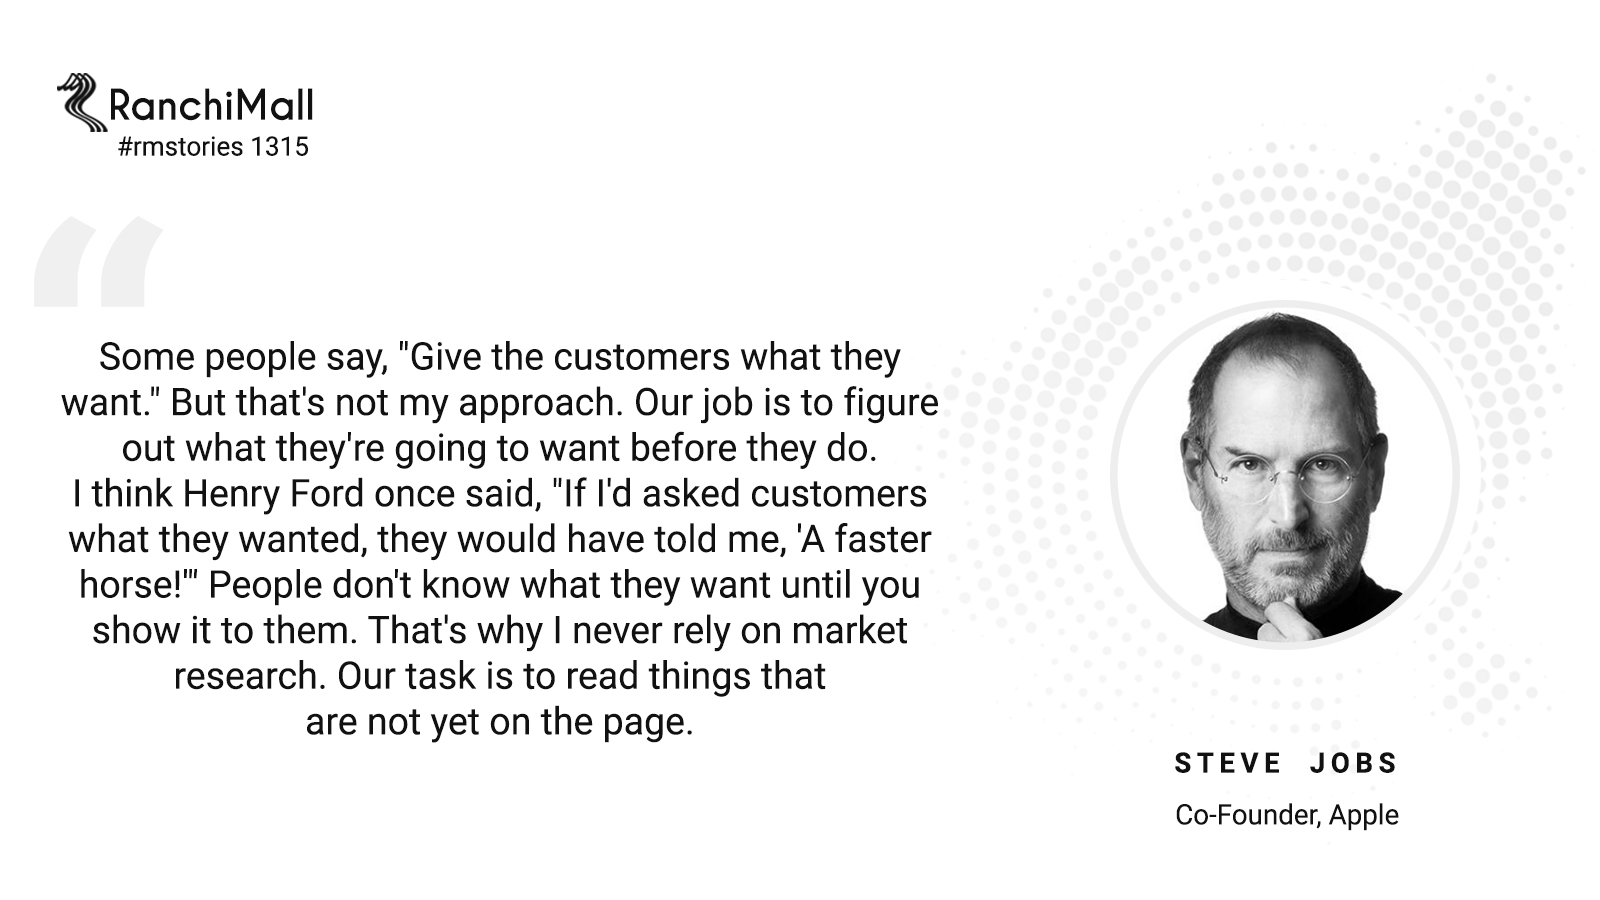 RanchiMall
#rmstories 1315
“
Some people say, "Give the customers what they
want." But that's not my approach. Our job is to figure
out what they're going to want before they do.
I think Henry Ford once said, "If I'd asked customers
what they wanted, they would have told me, 'A faster
horse!'" People don't know what they want until you
show it to them. That's why I never rely on market
research. Our task is to read things that
are not yet on the page.
STEVE JOBS
Co-Founder, Apple